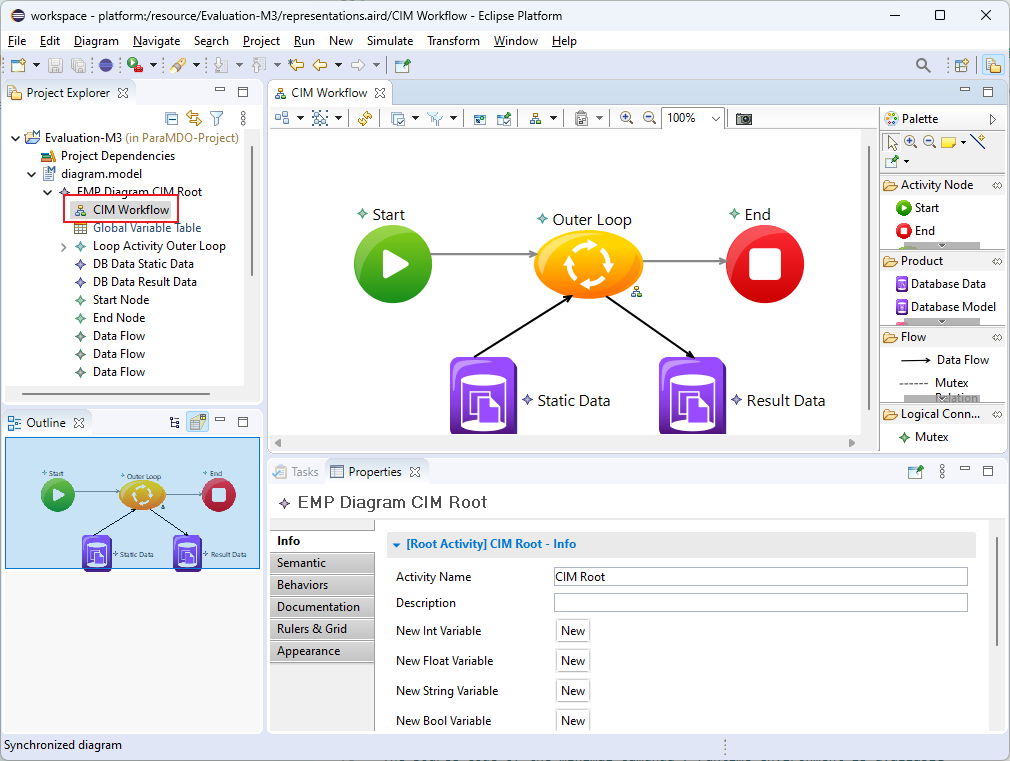 workspace - platform:/resource/Evaluation-M3/representations.aird/CIM Workflow - Eclipse Platform
File Edit Diagram Navigate Search Project Run New Simulate Transform Window Help
Project Explorer
Evaluation-M3 (in ParaMDO-Project)
Project Dependencies
diagram.model
EMP Diagram CIM Root
CIM Workflow
Global Variable Table
Loop Activity Outer Loop
DB Data Static Data
DB Data Result Data
Start Node
End Node
Data Flow
Data Flow
Data Flow
Outline
Start
Outer Loop
End
Static Data
Result Data
CIM Workflow
100%
Start
Outer Loop
End
Static Data
Result Data
Palette
Activity Node
Start
End
Product
Database Data
Database Model
Flow
Data Flow
Mutex
Relation
Logical Conn...
Mutex
Tasks
Properties
EMP Diagram CIM Root
Info
Semantic
Behaviors
Documentation
Rulers & Grid
Appearance
[Root Activity] CIM Root - Info
Activity Name CIM Root
Description
New Int Variable New
New Float Variable New
New String Variable New
New Bool Variable New
Synchronized diagram